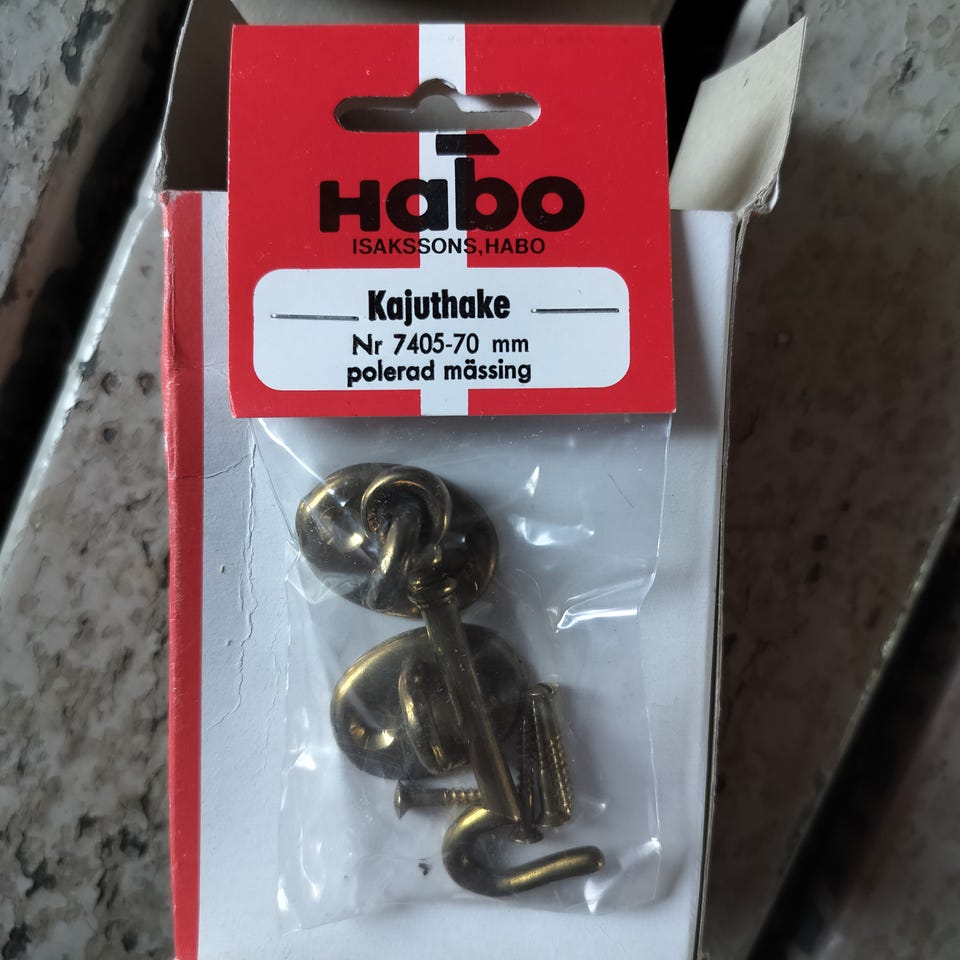 Habo
ISAKSSONS,HABO
Kajuthake
Nr 7405-70 mm
polerad mässing